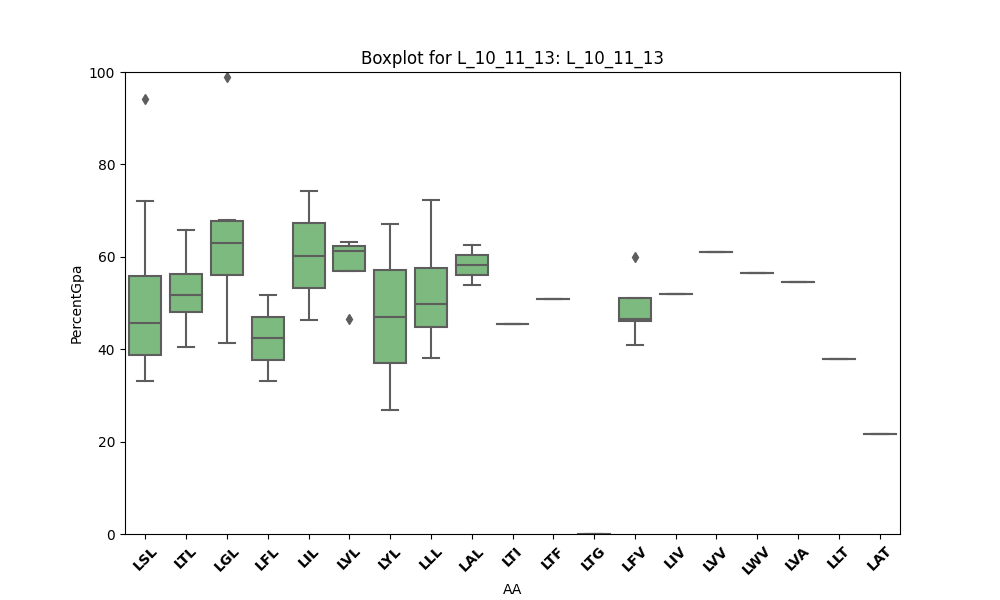 Boxplot for L_10_11_13: L_10_11_13
100
80
60
40
20
0
PercentGpa
LSL LTL LGL LFL LIL LVL LYL LLL LAL LTI LTF LTG LFV LIV LVV LWV LVA LLT LAT
AA